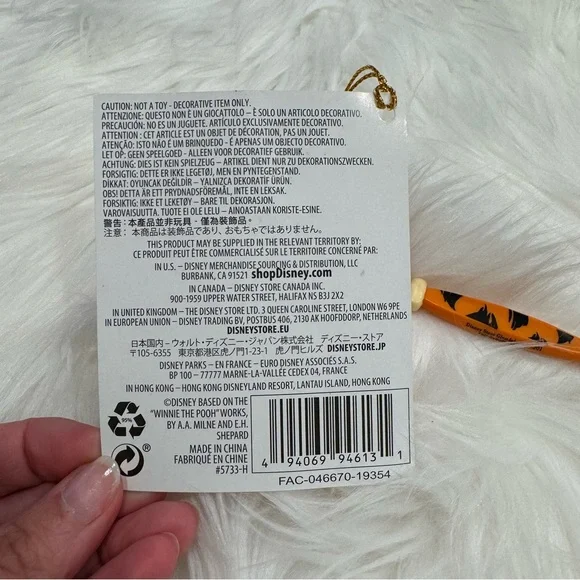 CAUTION: NOT A TOY - DECORATIVE ITEM ONLY.
ATTENZIONE: QUESTO NON È UN GIOCATTOLO – È SOLO UN ARTICOLO DECORATIVO.
PRECAUCIÓN: NO ES UN JUGUETE. ARTÍCULO EXCLUSIVAMENTE DECORATIVO.
ATTENTION : CET ARTICLE EST UN OBJET DE DÉCORATION, PAS UN JOUET.
ATENÇÃO: ISTO NÃO É UM BRINQUEDO - É APENAS UM OBJECTO DECORATIVO.
LET OP: GEEN SPEELGOED - ALLEEN VOOR DECORATIEF GEBRUIK.
ACHTUNG: DIES IST KEIN SPIELZEUG – ARTIKEL DIENT NUR ZU DEKORATIONSZWECKEN.
FORSIGTIG: DETTE ER IKKE LEGETØJ, MEN EN PYNTEGENSTAND.
DİKKAT: OYUNCAK DEĞİLDİR - YALNIZCA DEKORATİF ÜRÜN.
OBS! DETTA ÄR ETT PRYDNADSFÖREMÅL, INTE EN LEKSAK.
FORSIKTIG: IKKE ET LEKETØY - BARE TIL DEKORASJON.
VAROVAISUUTTA. TUOTE EI OLE LELU - AINOASTAAN KORISTE-ESINE.
警告:本產品並非玩具,僅為裝飾品。
注意: 本商品は装飾品であり、おもちゃではありません。
THIS PRODUCT MAY BE SUPPLIED IN THE RELEVANT TERRITORY BY:
CE PRODUIT PEUT ÊTRE COMMERCIALISÉ SUR LE TERRITOIRE CONCERNÉ PAR:
IN U.S. - DISNEY MERCHANDISE SOURCING & DISTRIBUTION, LLC
BURBANK, CA 91521 shopDisney.com
IN CANADA - DISNEY STORE CANADA INC.
900-1959 UPPER WATER STREET, HALIFAX NS B3J 2X2
IN UNITED KINGDOM - THE DISNEY STORE LTD. 3 QUEEN CAROLINE STREET, LONDON W6 9PE
IN EUROPEAN UNION - DISNEY TRADING BV, POSTBUS 406, 2130 AK HOOFDDORP, NETHERLANDS
DISNEYSTORE.EU
日本国内 – ウォルト・ディズニー・ジャパン株式会社 ディズニー・ストア
〒105-6355 東京都港区虎ノ門1-23-1 虎ノ門ヒルズ DISNEYSTORE.JP
DISNEY PARKS - EN FRANCE - EURO DISNEY ASSOCIÉS S.A.S.
BP 100 – 77777 MARNE-LA-VALLÉE CEDEX 04, FRANCE
IN HONG KONG - HONG KONG DISNEYLAND RESORT, LANTAU ISLAND, HONG KONG
©DISNEY BASED ON THE
"WINNIE THE POOH" WORKS,
BY A.A. MILNE AND E.H.
SHEPARD
MADE IN CHINA
FABRIQUÉ EN CHINE
#5733-H
95%
4 94069 94613 1
FAC-046670-19354